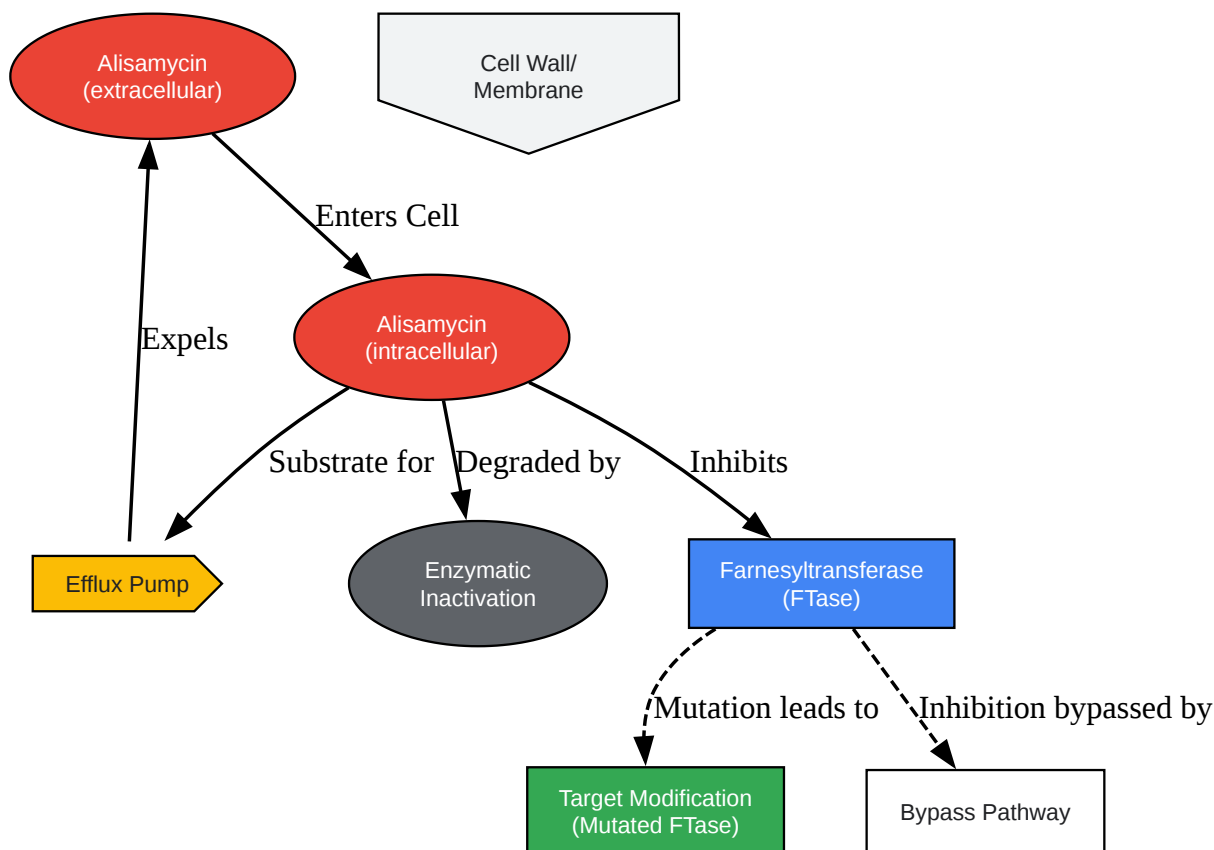 Alisamycin
(extracellular)
Cell Wall/
Membrane
Enters Cell
Expels
Alisamycin
(intracellular)
Substrate for
Degraded by
Inhibits
Efflux Pump
Enzymatic
Inactivation
Farnesyltransferase
(FTase)
Mutation leads to
Inhibition bypassed by
Target Modification
(Mutated FTase)
Bypass Pathway